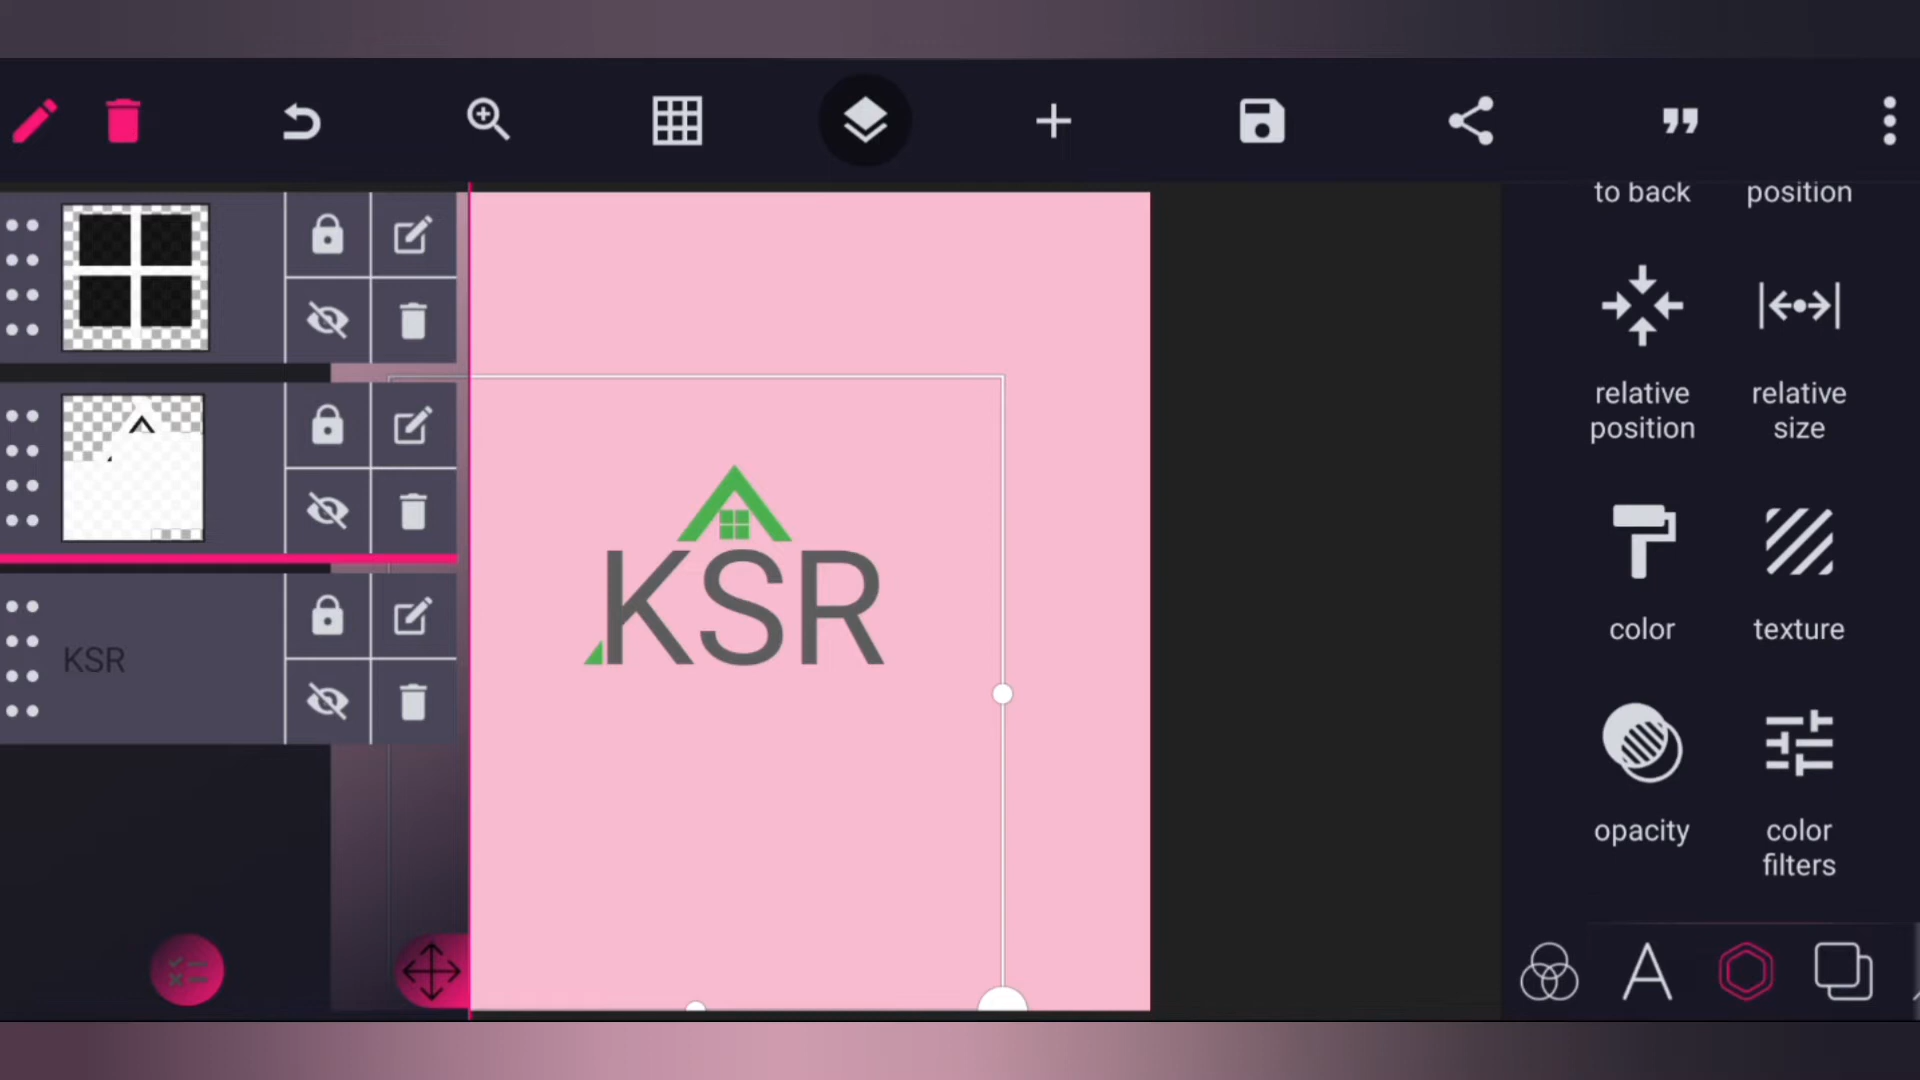 to back
position
relative
position
relative
size
KSR
KSR
color
texture
opacity
color
filters